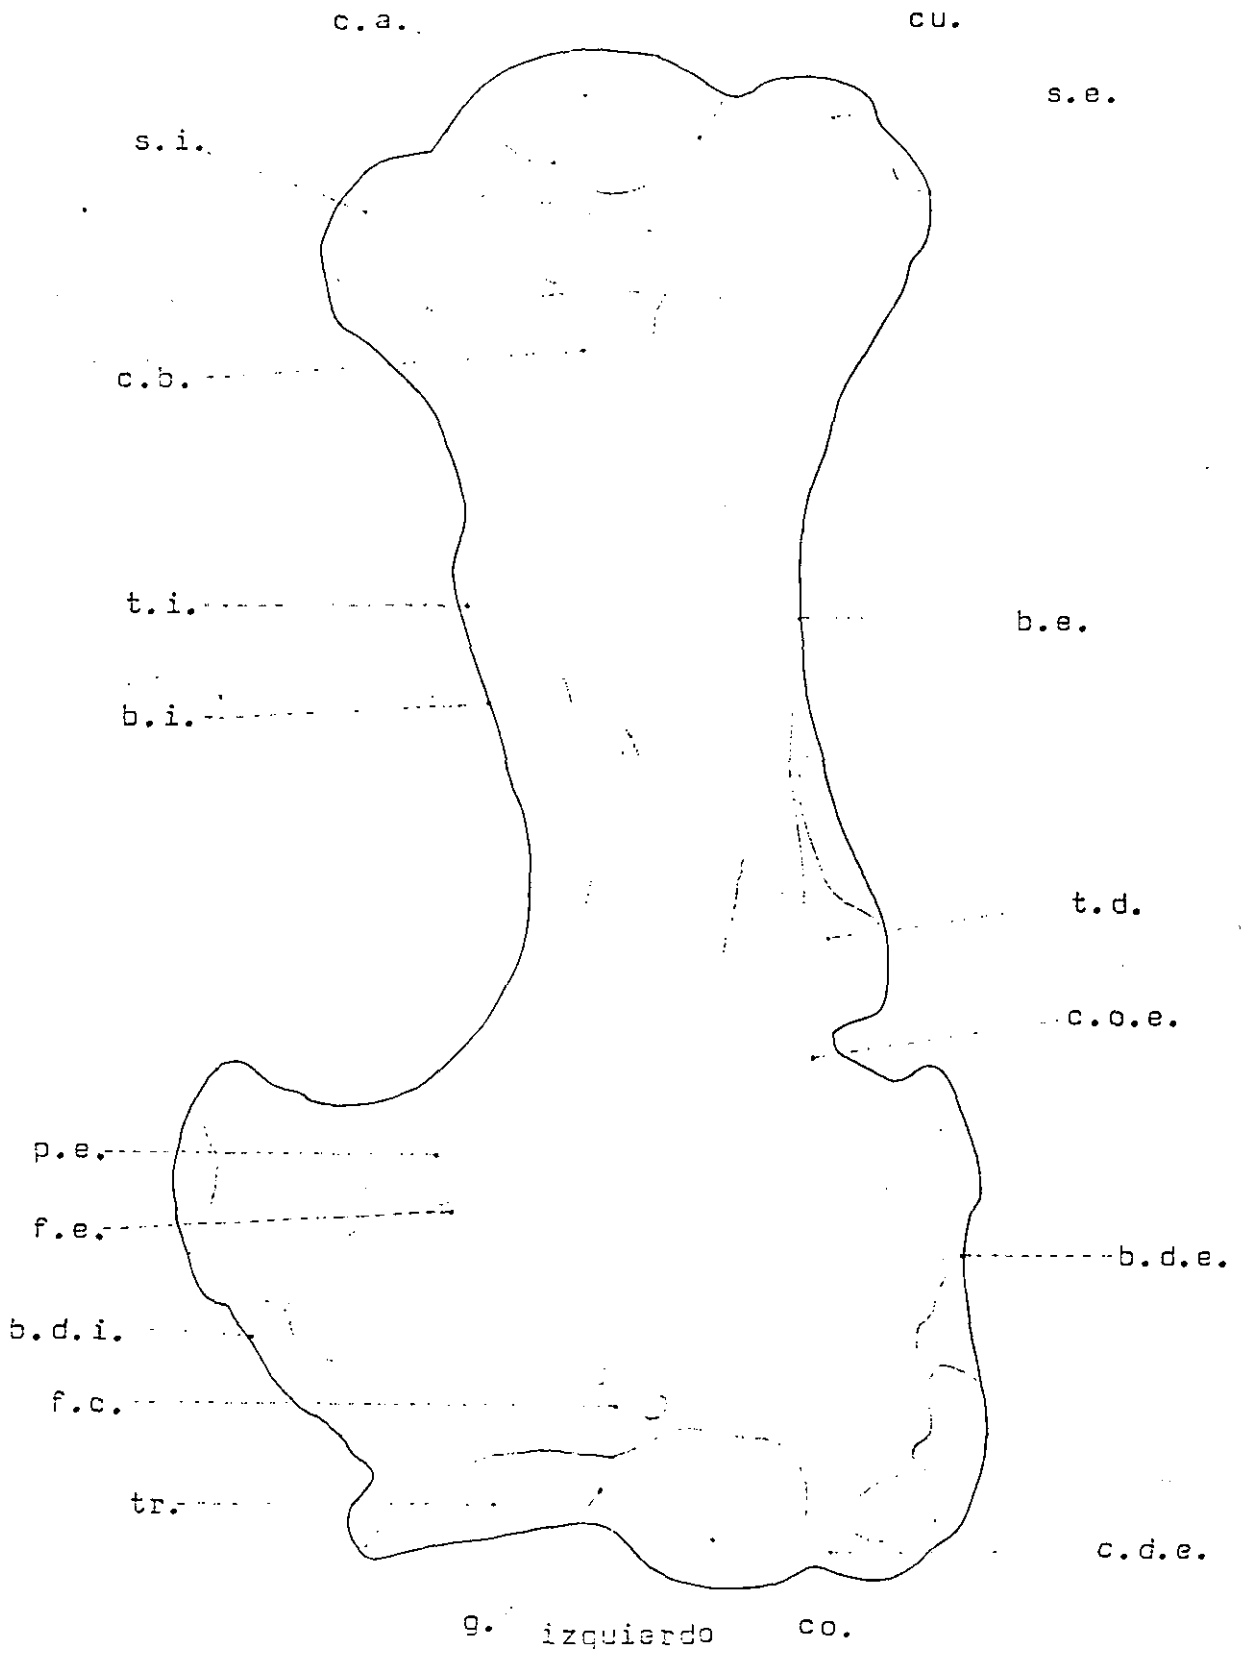 c.a. cu.
s.e.
s.i.
c.b.
t.i.
b.e.
b.i.
t.d.
c.o.e.
p.e.
f.e.
b.d.e.
b.d.i.
f.c.
tr.
c.d.e.
g. izquierdo co.